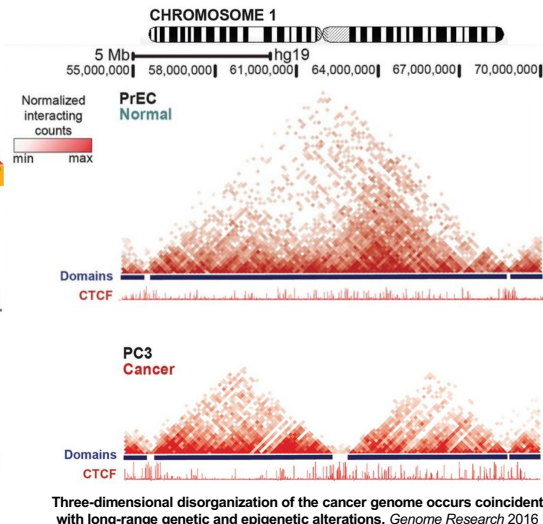 CHROMOSOME 1
5 Mb hg19
55,000,000 58,000,000 61,000,000 64,000,000 67,000,000 70,000,000
Normalized
interacting
counts
min max
PrEC
Normal
Domains
CTCF
PC3
Cancer
Domains
CTCF
Three-dimensional disorganization of the cancer genome occurs coincident
with long-range genetic and epigenetic alterations. Genome Research 2016